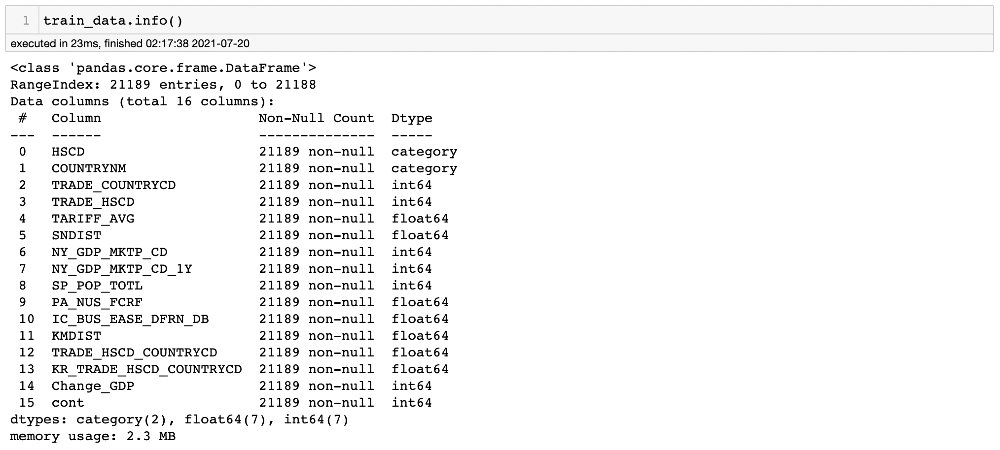 1 train_data.info()
executed in 23ms, finished 02:17:38 2021-07-20
<class 'pandas.core.frame.DataFrame'>
RangeIndex: 21189 entries, 0 to 21188
Data columns (total 16 columns):
 #   Column                    Non-Null Count  Dtype
---  ------                    --------------  -----
 0   HSCD                      21189 non-null  category
 1   COUNTRYNM                 21189 non-null  category
 2   TRADE_COUNTRYCD           21189 non-null  int64
 3   TRADE_HSCD                21189 non-null  int64
 4   TARIFF_AVG                21189 non-null  float64
 5   SNDIST                    21189 non-null  float64
 6   NY_GDP_MKTP_CD            21189 non-null  int64
 7   NY_GDP_MKTP_CD_1Y         21189 non-null  int64
 8   SP_POP_TOTL               21189 non-null  int64
 9   PA_NUS_FCRF               21189 non-null  float64
 10  IC_BUS_EASE_DFRN_DB       21189 non-null  float64
 11  KMDIST                    21189 non-null  float64
 12  TRADE_HSCD_COUNTRYCD      21189 non-null  float64
 13  KR_TRADE_HSCD_COUNTRYCD   21189 non-null  float64
 14  Change_GDP                21189 non-null  int64
 15  cont                      21189 non-null  int64
dtypes: category(2), float64(7), int64(7)
memory usage: 2.3 MB